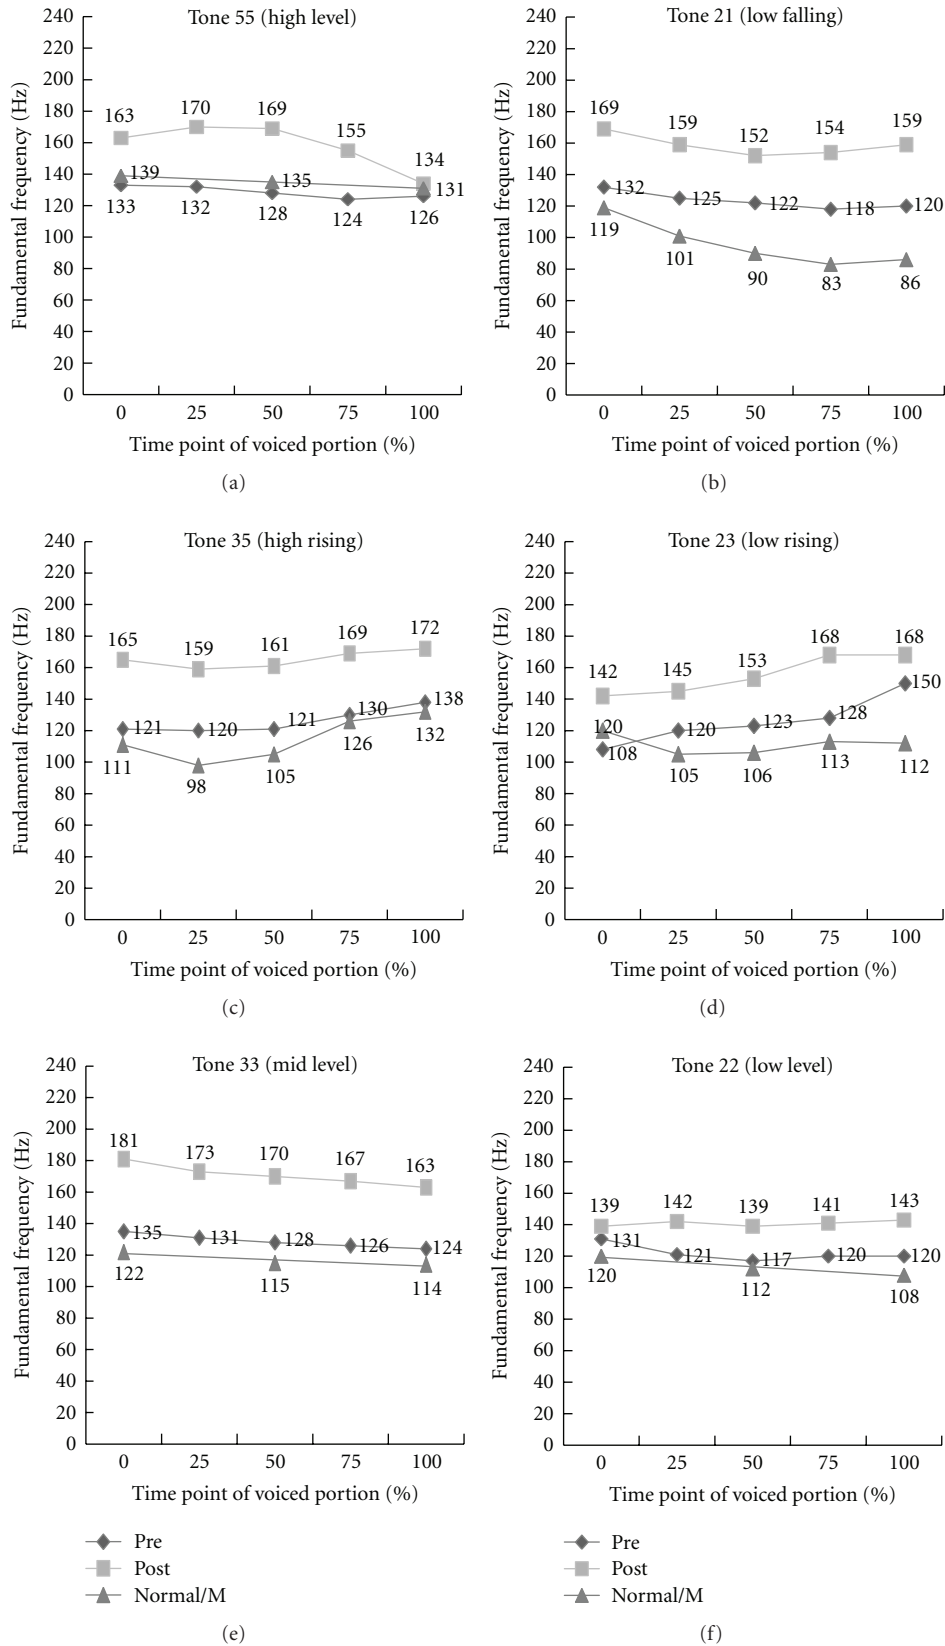 Tone 55 (high level)
Fundamental frequency (Hz)
240
220
200
180
160
140
120
100
80
60
40
20
0
163 170 169 155 134
139 135 131
133 132 128 124 126
0 25 50 75 100
Time point of voiced portion (%)
(a)
Tone 21 (low falling)
Fundamental frequency (Hz)
240
220
200
180
160
140
120
100
80
60
40
20
0
169 159 152 154 159
132 125 122 118 120
119 101 90 83 86
0 25 50 75 100
Time point of voiced portion (%)
(b)
Tone 35 (high rising)
Fundamental frequency (Hz)
240
220
200
180
160
140
120
100
80
60
40
20
0
165 159 161 169 172
121 120 121 130 138
111 98 105 126 132
0 25 50 75 100
Time point of voiced portion (%)
(c)
Tone 23 (low rising)
Fundamental frequency (Hz)
240
220
200
180
160
140
120
100
80
60
40
20
0
142 145 153 168 168
108 120 123 128 150
120 105 106 113 112
0 25 50 75 100
Time point of voiced portion (%)
(d)
Tone 33 (mid level)
Fundamental frequency (Hz)
240
220
200
180
160
140
120
100
80
60
40
20
0
181 173 170 167 163
135 131 128 126 124
122 115 114
0 25 50 75 100
Time point of voiced portion (%)
Pre
Post
Normal/M
(e)
Tone 22 (low level)
Fundamental frequency (Hz)
240
220
200
180
160
140
120
100
80
60
40
20
0
139 142 139 141 143
131 121 117 120 120
120 112 108
0 25 50 75 100
Time point of voiced portion (%)
Pre
Post
Normal/M
(f)